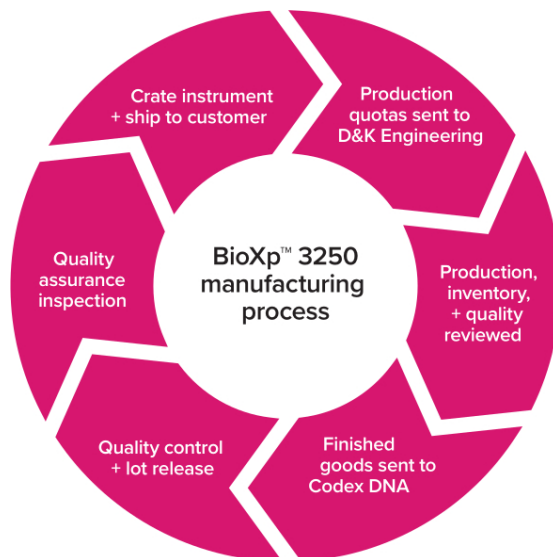 BioXp™ 3250
manufacturing
process
Production
quotas sent to
D&K Engineering
Production,
inventory,
+ quality
reviewed
Finished
goods sent to
Codex DNA
Quality control
+ lot release
Quality
assurance
inspection
Crate instrument
+ ship to customer